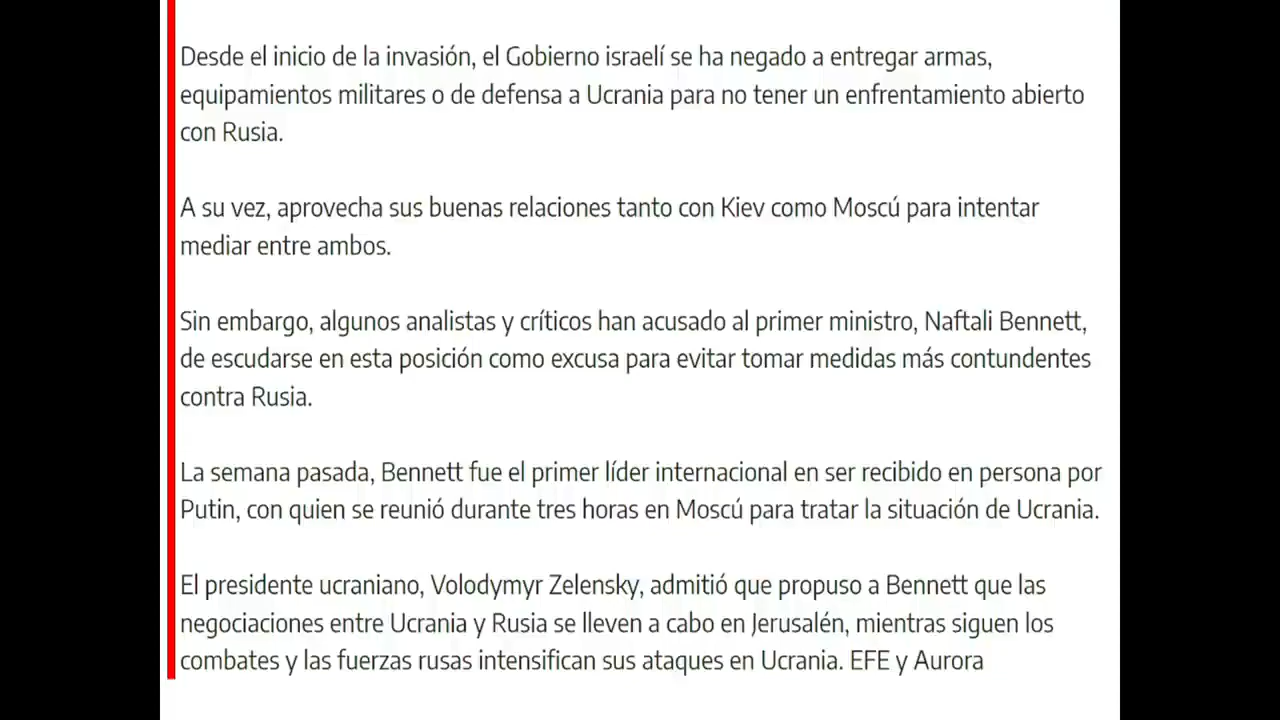 Desde el inicio de la invasión, el Gobierno israelí se ha negado a entregar armas,
equipamientos militares o de defensa a Ucrania para no tener un enfrentamiento abierto
con Rusia.
A su vez, aprovecha sus buenas relaciones tanto con Kiev como Moscú para intentar
mediar entre ambos.
Sin embargo, algunos analistas y críticos han acusado al primer ministro, Naftali Bennett,
de escudarse en esta posición como excusa para evitar tomar medidas más contundentes
contra Rusia.
La semana pasada, Bennett fue el primer líder internacional en ser recibido en persona por
Putin, con quien se reunió durante tres horas en Moscú para tratar la situación de Ucrania.
El presidente ucraniano, Volodymyr Zelensky, admitió que propuso a Bennett que las
negociaciones entre Ucrania y Rusia se lleven a cabo en Jerusalén, mientras siguen los
combates y las fuerzas rusas intensifican sus ataques en Ucrania. EFE y Aurora